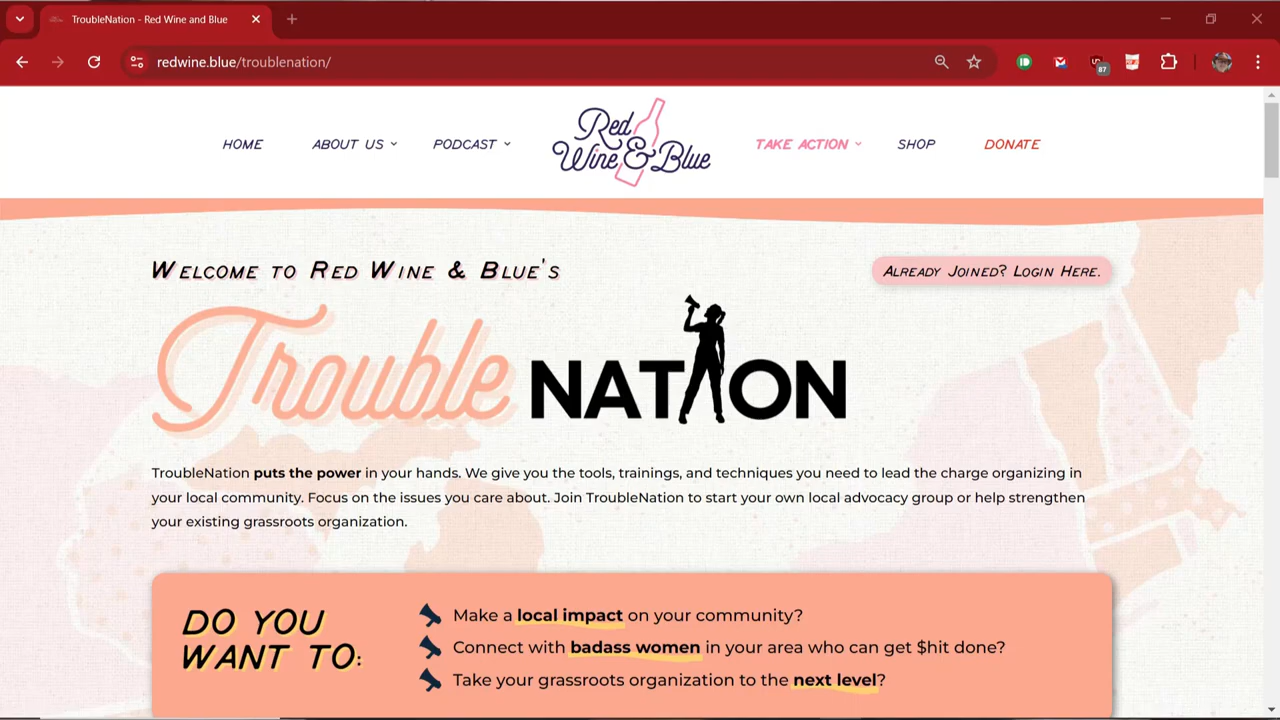 TroubleNation - Red Wine and Blue
redwine.blue/troublenation/
87
HOME ABOUT US PODCAST Red Wine & Blue TAKE ACTION SHOP DONATE
WELCOME TO RED WINE & BLUE'S
ALREADY JOINED? LOGIN HERE.
Trouble NATION
TroubleNation puts the power in your hands. We give you the tools, trainings, and techniques you need to lead the charge organizing in
your local community. Focus on the issues you care about. Join TroubleNation to start your own local advocacy group or help strengthen
your existing grassroots organization.
DO YOU
WANT TO:
Make a local impact on your community?
Connect with badass women in your area who can get $hit done?
Take your grassroots organization to the next level?